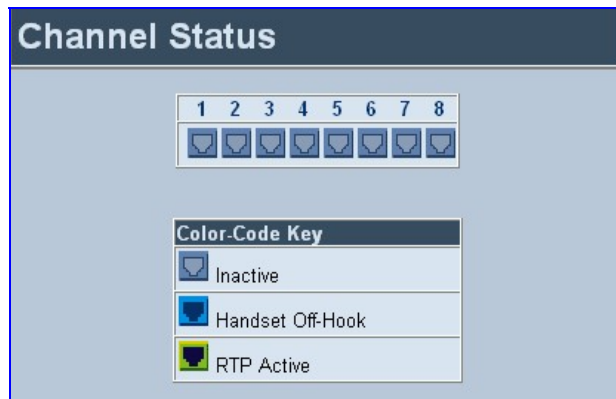 Channel Status
1 2 3 4 5 6 7 8
Color-Code Key
Inactive
Handset Off-Hook
RTP Active